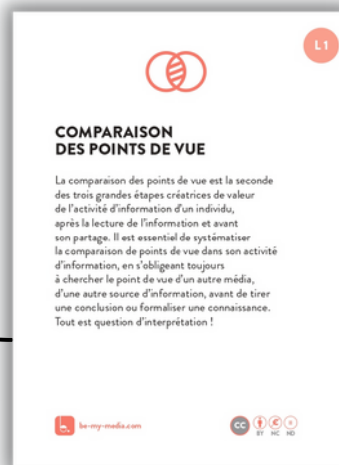 L1
COMPARAISON
DES POINTS DE VUE
La comparaison des points de vue est la seconde
des trois grandes étapes créatrices de valeur
de l'activité d'information d'un individu,
après la lecture de l'information et avant
son partage. Il est essentiel de systématiser
la comparaison de points de vue dans son activité
d'information, en s'obligeant toujours
à chercher le point de vue d'un autre média,
d'une autre source d'information, avant de tirer
une conclusion ou formaliser une connaissance.
Tout est question d'interprétation !
be-my-media.com
CC
BY NC ND